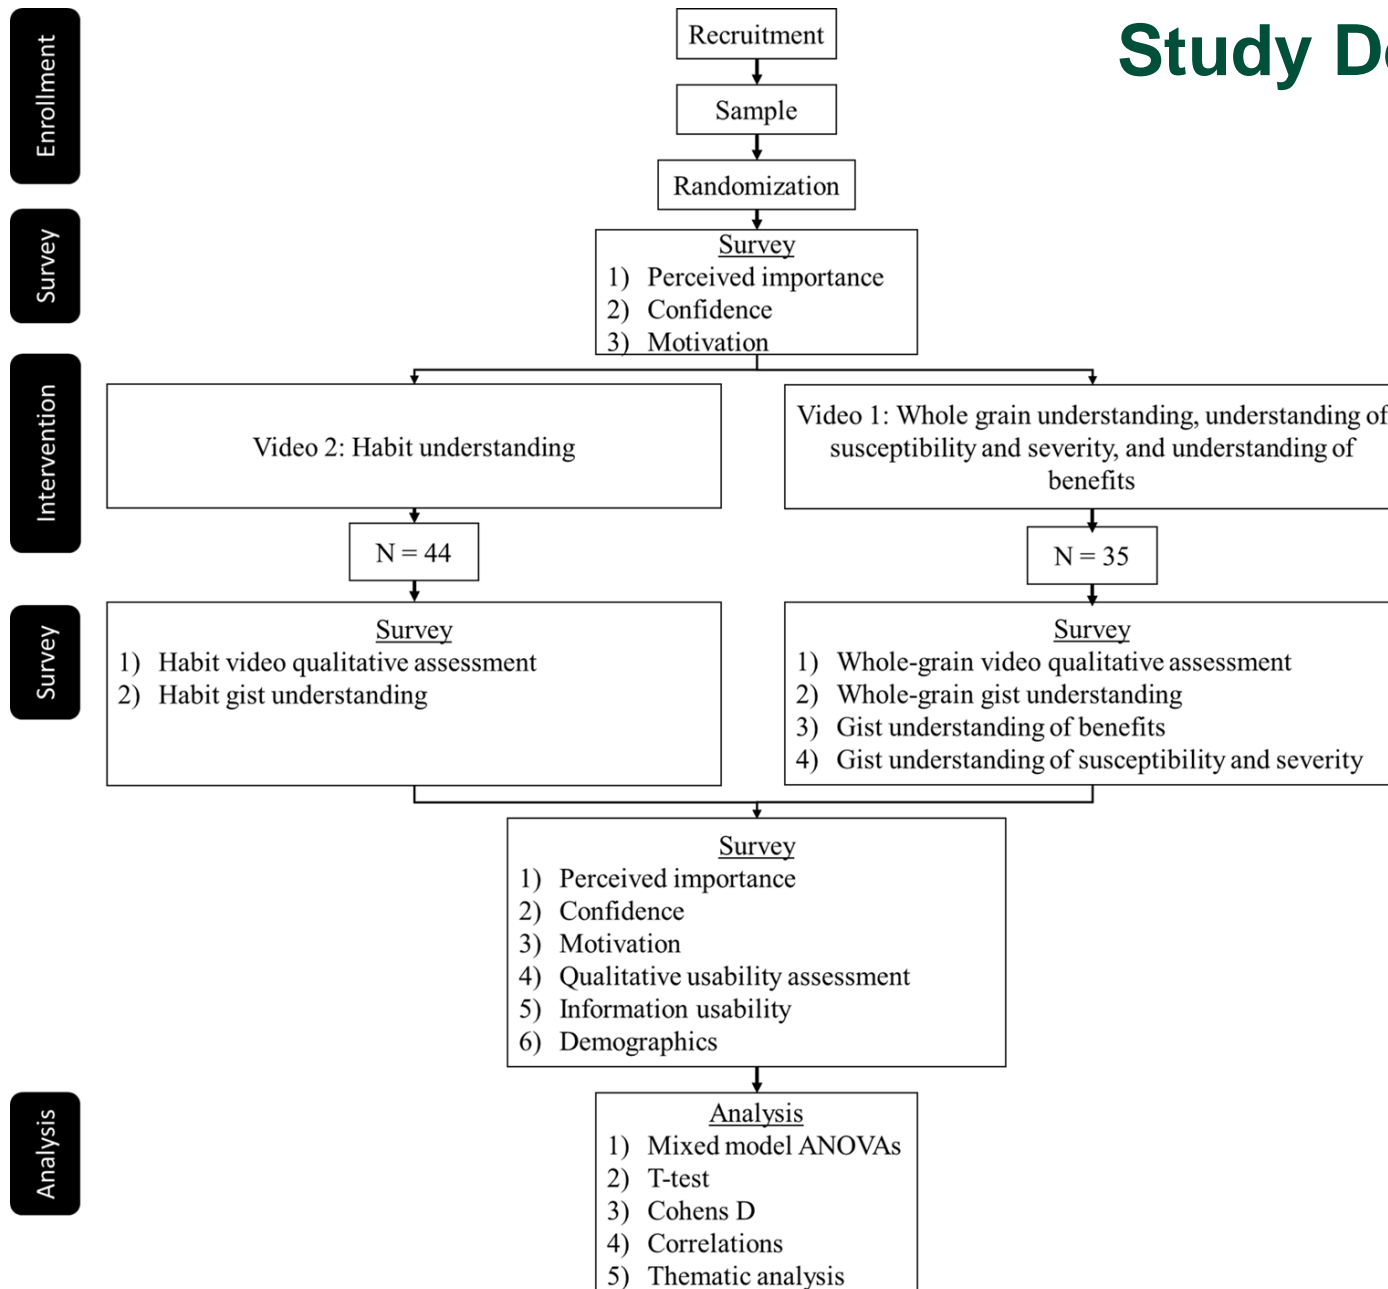 Study De
Enrollment
Recruitment
Sample
Randomization
Survey
Survey
1) Perceived importance
2) Confidence
3) Motivation
Intervention
Video 2: Habit understanding
Video 1: Whole grain understanding, understanding of
susceptibility and severity, and understanding of
benefits
N = 44
N = 35
Survey
Survey
1) Habit video qualitative assessment
2) Habit gist understanding
Survey
1) Whole-grain video qualitative assessment
2) Whole-grain gist understanding
3) Gist understanding of benefits
4) Gist understanding of susceptibility and severity
Survey
1) Perceived importance
2) Confidence
3) Motivation
4) Qualitative usability assessment
5) Information usability
6) Demographics
Analysis
Analysis
1) Mixed model ANOVAs
2) T-test
3) Cohens D
4) Correlations
5) Thematic analysis